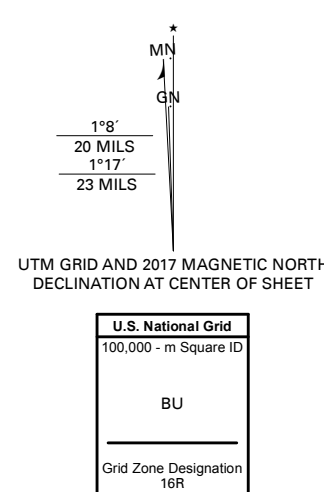 MN
GN
1°8´
20 MILS
1°17´
23 MILS
UTM GRID AND 2017 MAGNETIC NORTH
DECLINATION AT CENTER OF SHEET
U.S. National Grid
100,000 - m Square ID
BU
Grid Zone Designation
16R